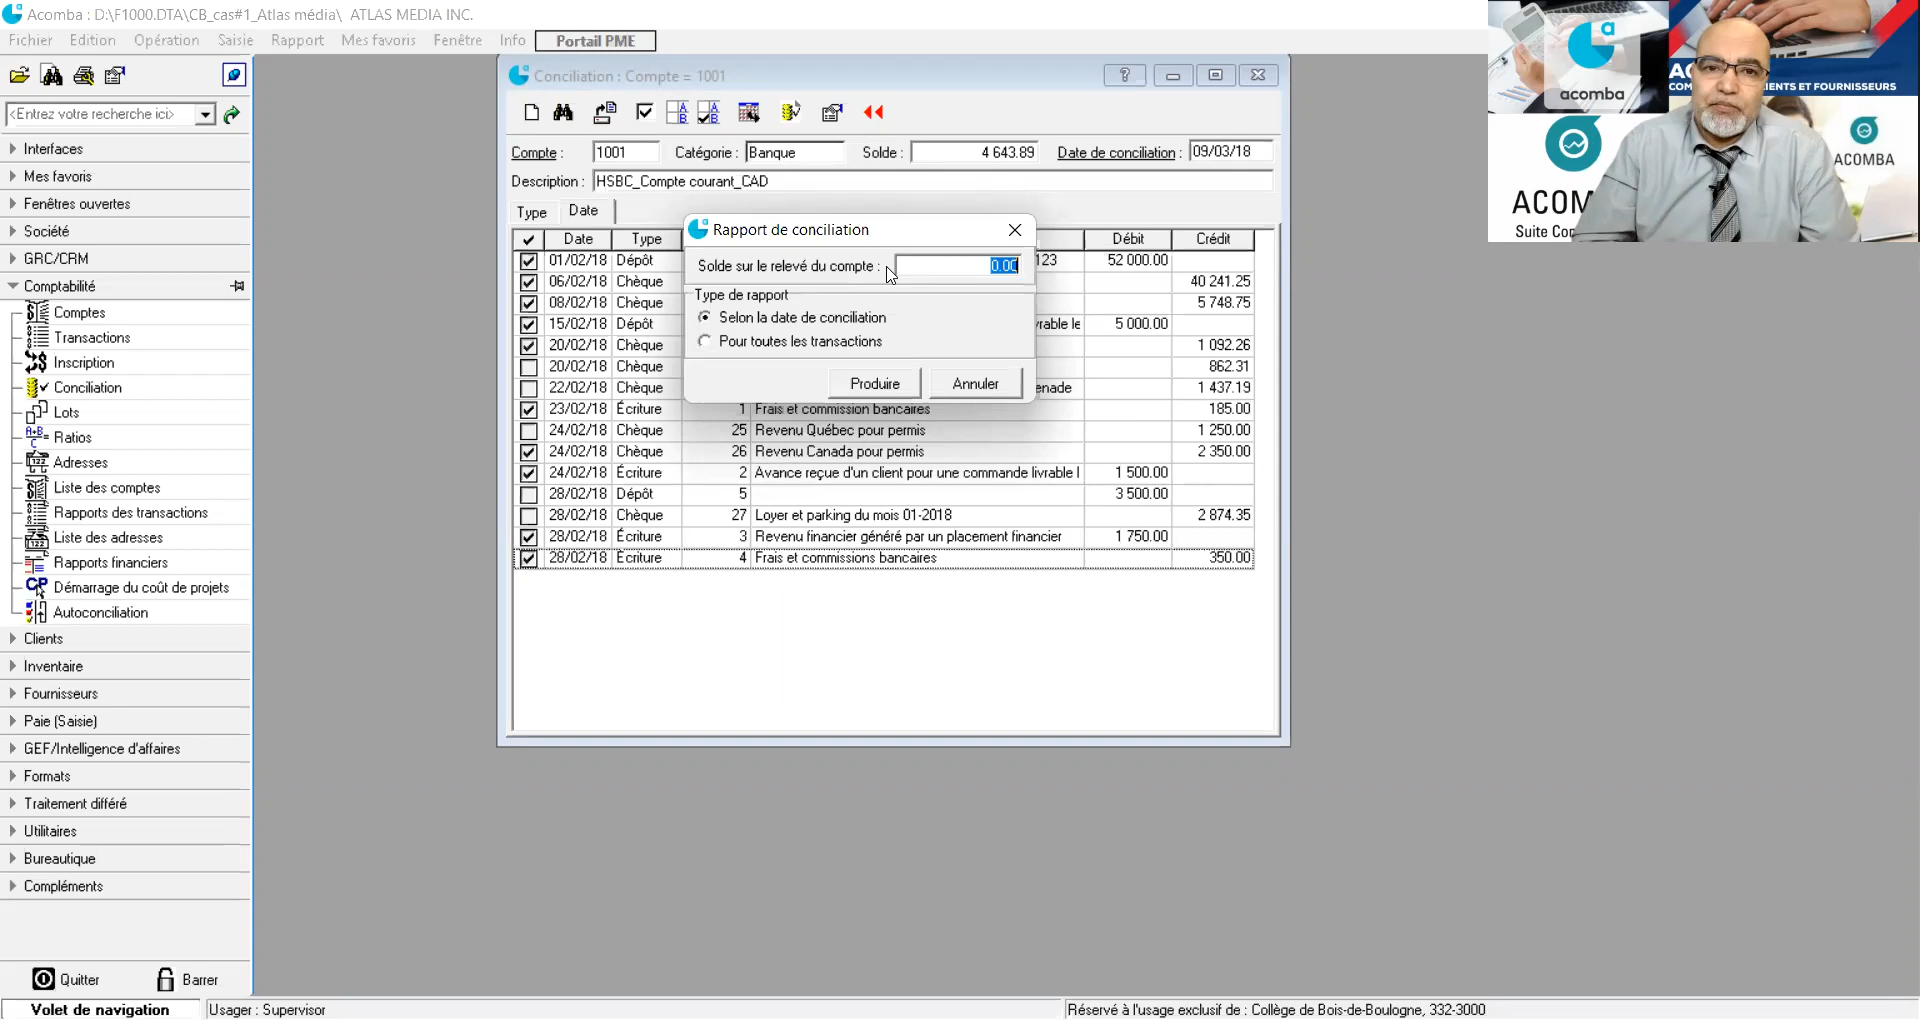 Acomba : D:\F1000.DTA\CB_cas#1_Atlas média\ ATLAS MEDIA INC.
Fichier Edition Opération Saisie Rapport Mes favoris Fenêtre Info Portail PME
<Entrez votre recherche ici>
Interfaces
Mes favoris
Fenêtres ouvertes
Société
GRC/CRM
Comptabilité
Comptes
Transactions
Inscription
Conciliation
Lots
Ratios
Adresses
Liste des comptes
Rapports des transactions
Liste des adresses
Rapports financiers
Démarrage du coût de projets
Autoconciliation
Clients
Inventaire
Fournisseurs
Paie (Saisie)
GEF/Intelligence d'affaires
Formats
Traitement différé
Utilitaires
Bureautique
Compléments
Quitter Barrer
Volet de navigation
Usager : Supervisor
Réservé à l'usage exclusif de : Collège de Bois-de-Boulogne, 332-3000
Conciliation : Compte = 1001
Compte : 1001 Catégorie : Banque Solde : 4 643.89 Date de conciliation : 09/03/18
Description : HSBC_Compte courant_CAD
Type Date
Date Type Débit Crédit
01/02/18 Dépôt 123 52 000.00
06/02/18 Chèque 40 241.25
08/02/18 Chèque 5 748.75
15/02/18 Dépôt vrable le 5 000.00
20/02/18 Chèque 1 092.26
20/02/18 Chèque 862.31
22/02/18 Chèque enade 1 437.19
23/02/18 Écriture 1 Frais et commission bancaires 185.00
24/02/18 Chèque 25 Revenu Québec pour permis 1 250.00
24/02/18 Chèque 26 Revenu Canada pour permis 2 350.00
24/02/18 Écriture 2 Avance reçue d'un client pour une commande livrable l 1 500.00
28/02/18 Dépôt 5 3 500.00
28/02/18 Chèque 27 Loyer et parking du mois 01-2018 2 874.35
28/02/18 Écriture 3 Revenu financier généré par un placement financier 1 750.00
28/02/18 Écriture 4 Frais et commissions bancaires 350.00
Rapport de conciliation
Solde sur le relevé du compte : 0.00
Type de rapport
Selon la date de conciliation
Pour toutes les transactions
Produire Annuler
acomba
IENTS ET FOURNISSEURS
ACOMBA
Suite Co